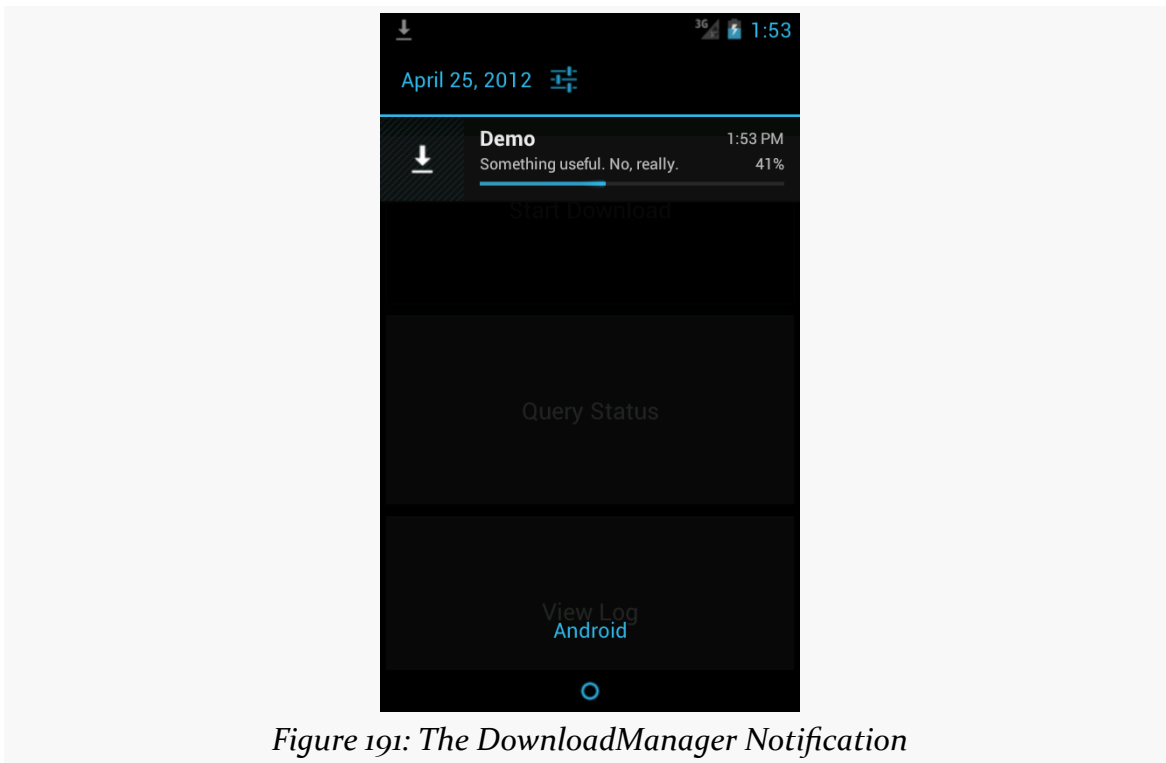 3G 1:53
April 25, 2012
Demo 1:53 PM
Something useful. No, really. 41%
Start Download
Query Status
View Log
Android
Figure 191: The DownloadManager Notification